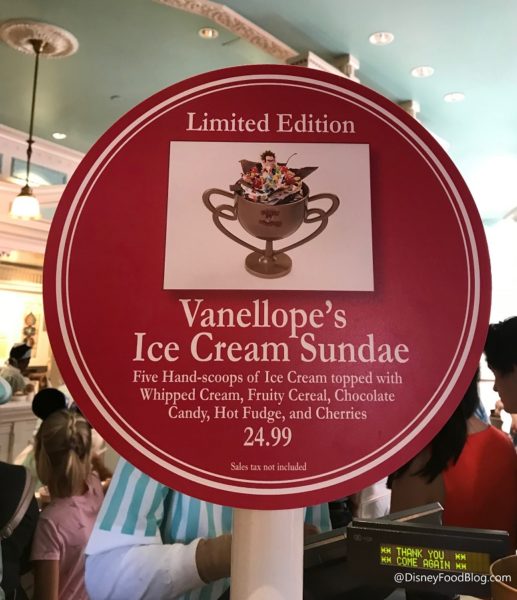 Limited Edition
Vanellope's
Ice Cream Sundae
Five Hand-scoops of Ice Cream topped with
Whipped Cream, Fruity Cereal, Chocolate
Candy, Hot Fudge, and Cherries
24.99
Sales tax not included
** THANK YOU **
** COME AGAIN **
@DisneyFoodBlog.com